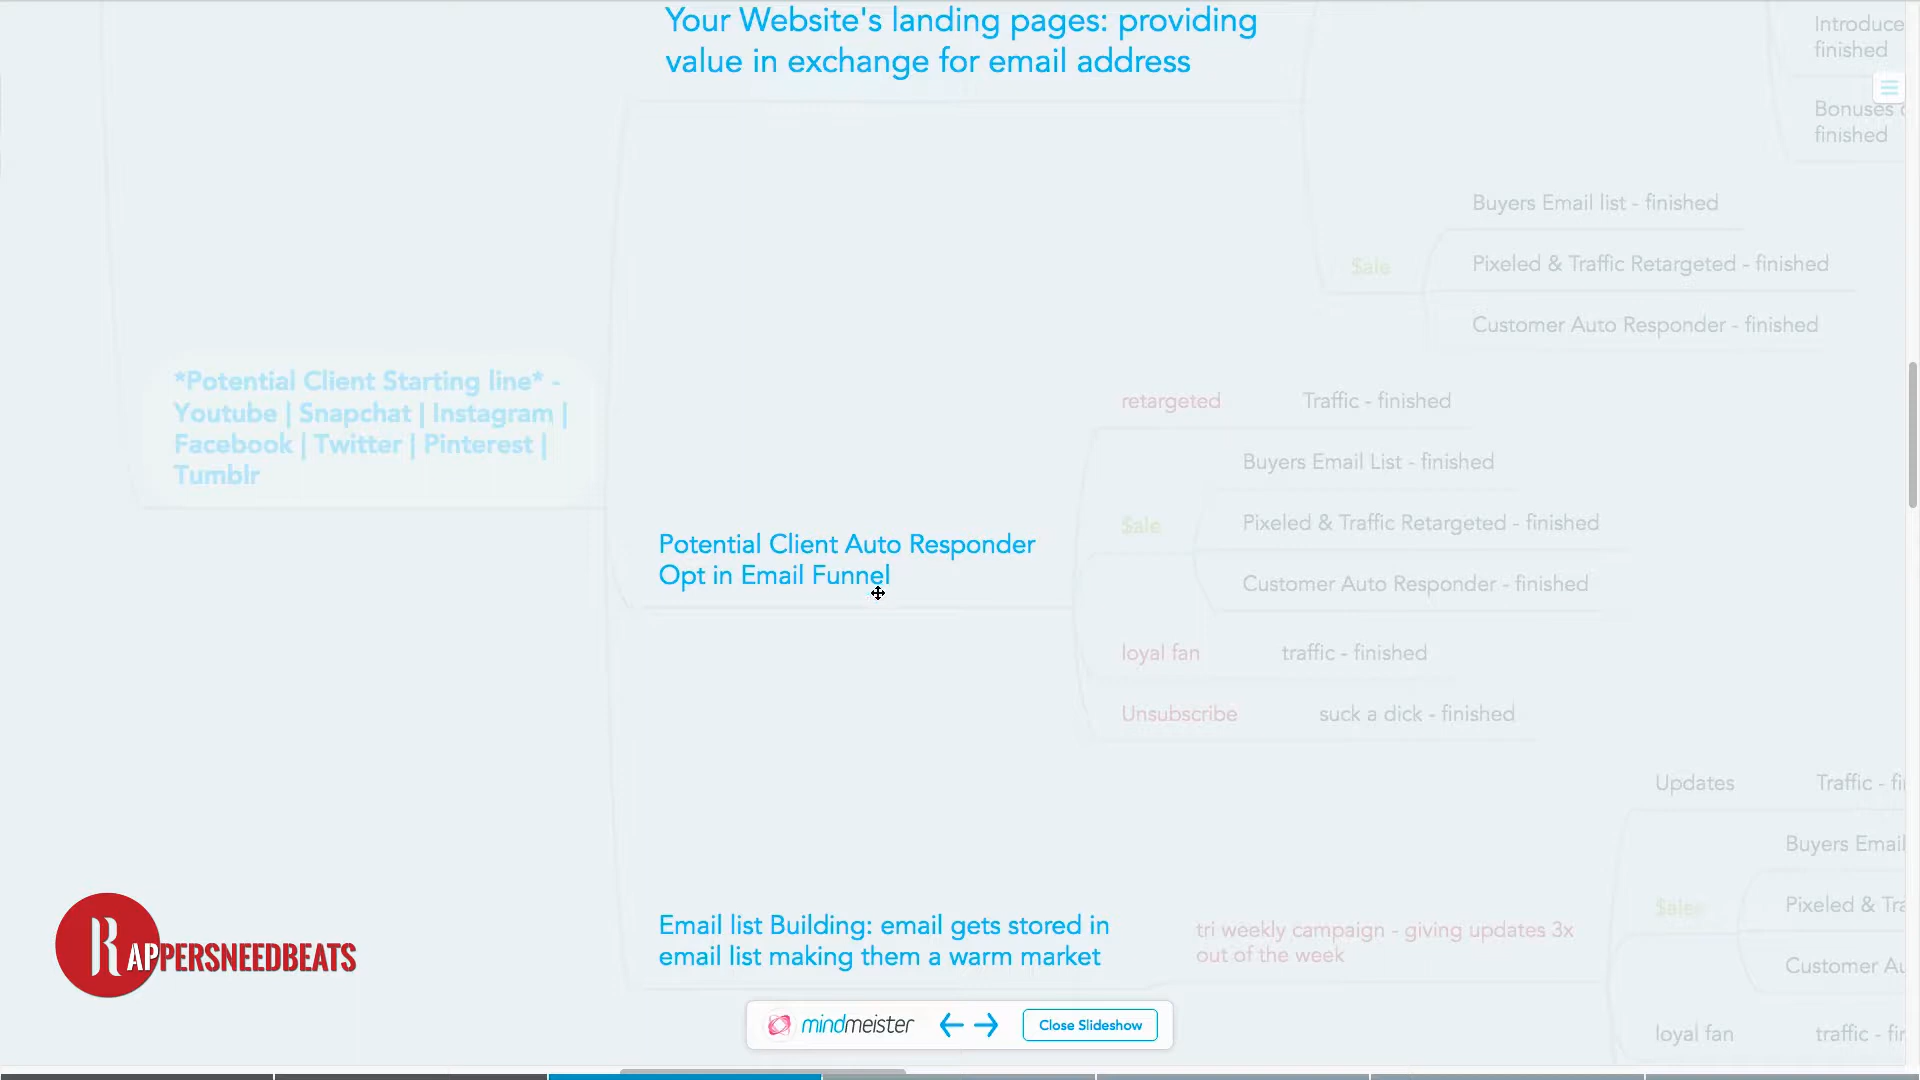 Your Website's landing pages: providing
value in exchange for email address
Introduce
finished
Bonuses
finished
Buyers Email list - finished
$ale
Pixeled & Traffic Retargeted - finished
Customer Auto Responder - finished
*Potential Client Starting line* -
Youtube | Snapchat | Instagram |
Facebook | Twitter | Pinterest |
Tumblr
retargeted
Traffic - finished
Buyers Email List - finished
Potential Client Auto Responder
Opt in Email Funnel
$ale
Pixeled & Traffic Retargeted - finished
Customer Auto Responder - finished
loyal fan
traffic - finished
Unsubscribe
suck a dick - finished
Updates
Traffic - fi
Buyers Email
Email list Building: email gets stored in
email list making them a warm market
tri weekly campaign - giving updates 3x
out of the week
$ales
Pixeled & Tra
Customer Au
loyal fan
traffic - fi
RAPPERSNEEDBEATS
mindmeister
Close Slideshow